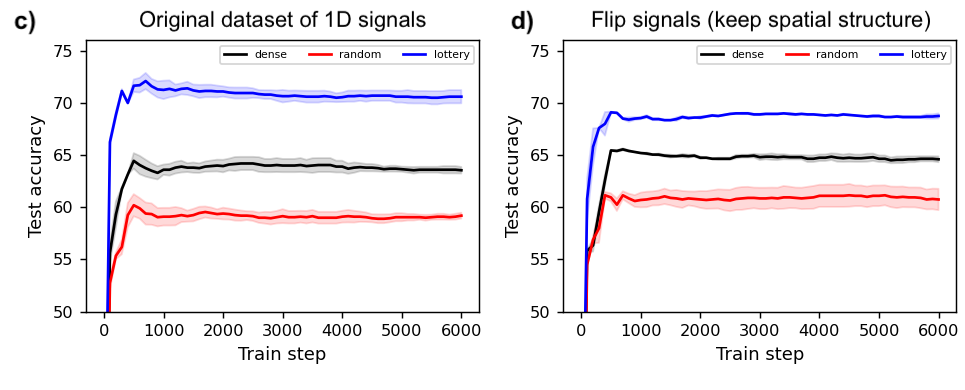 c) Original dataset of 1D signals
dense random lottery
Test accuracy
75
70
65
60
55
50
0 1000 2000 3000 4000 5000 6000
Train step
d) Flip signals (keep spatial structure)
dense random lottery
Test accuracy
75
70
65
60
55
50
0 1000 2000 3000 4000 5000 6000
Train step